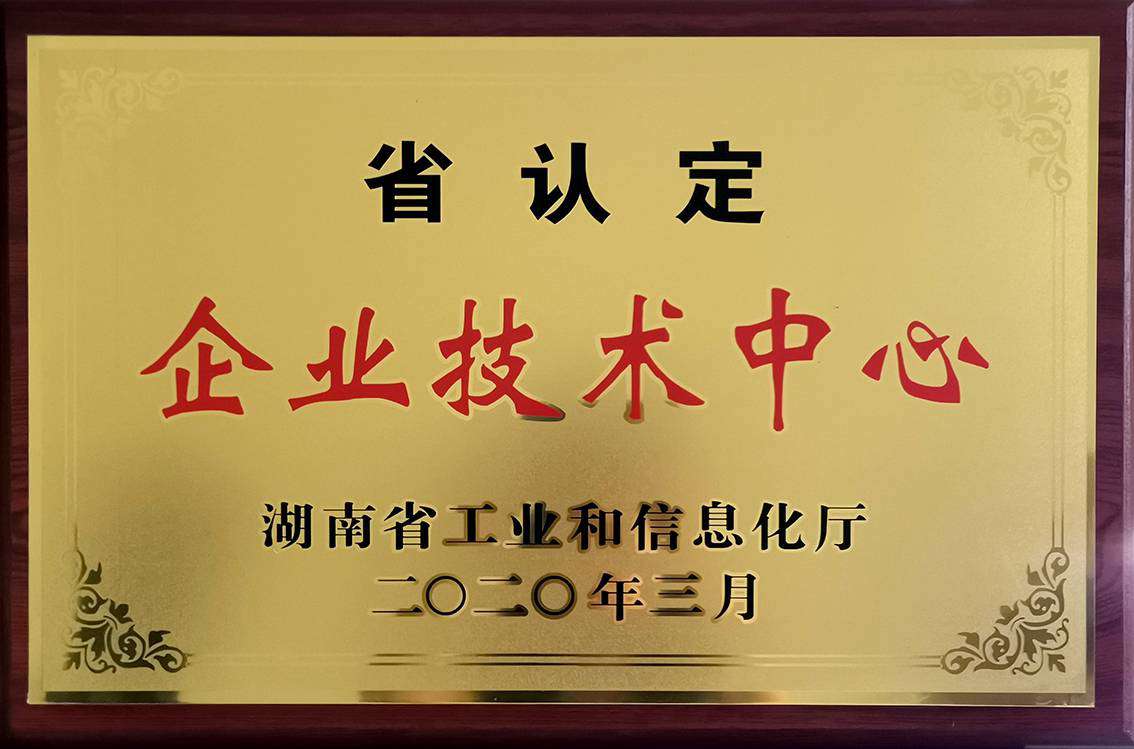 省认定
企业技术中心
湖南省工业和信息化厅
二〇二〇年三月